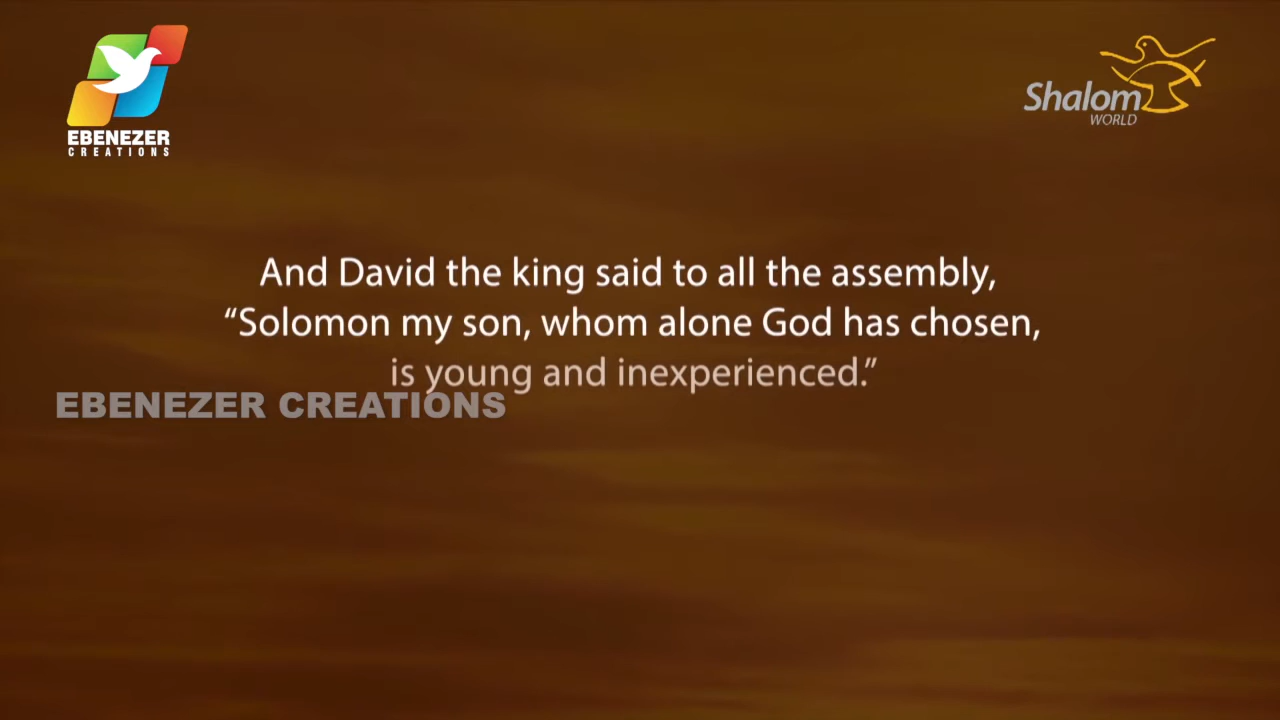 EBENEZER
CREATIONS
Shalom
WORLD
And David the king said to all the assembly,
“Solomon my son, whom alone God has chosen,
is young and inexperienced.”
EBENEZER CREATIONS